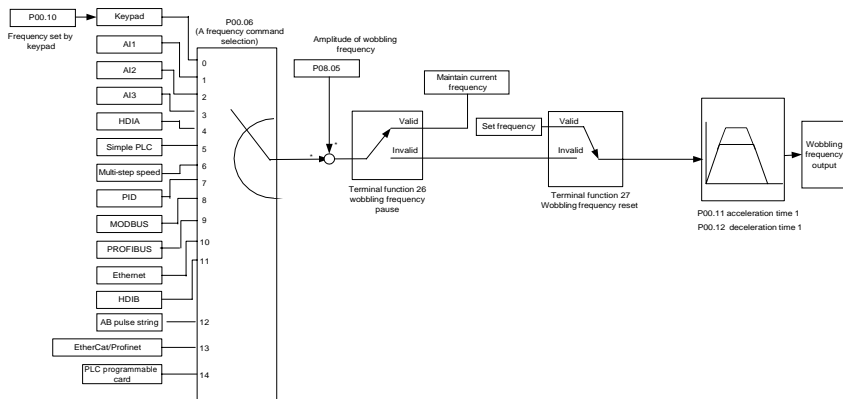 P00.10
Frequency set by
keypad
Keypad
AI1
AI2
AI3
HDIA
Simple PLC
Multi-step speed
PID
MODBUS
PROFIBUS
Ethernet
HDIB
AB pulse string
EtherCat/Profinet
PLC programmable
card
P00.06
(A frequency command
selection)
0
1
2
3
4
5
6
7
8
9
10
11
12
13
14
Amplitude of wobbling
frequency
P08.05
+
+
Maintain current
frequency
Valid
Invalid
Terminal function 26
wobbling frequency
pause
Set frequency
Valid
Invalid
Terminal function 27
Wobbling frequency reset
P00.11 acceleration time 1
P00.12 deceleration time 1
Wobbling
frequency
output